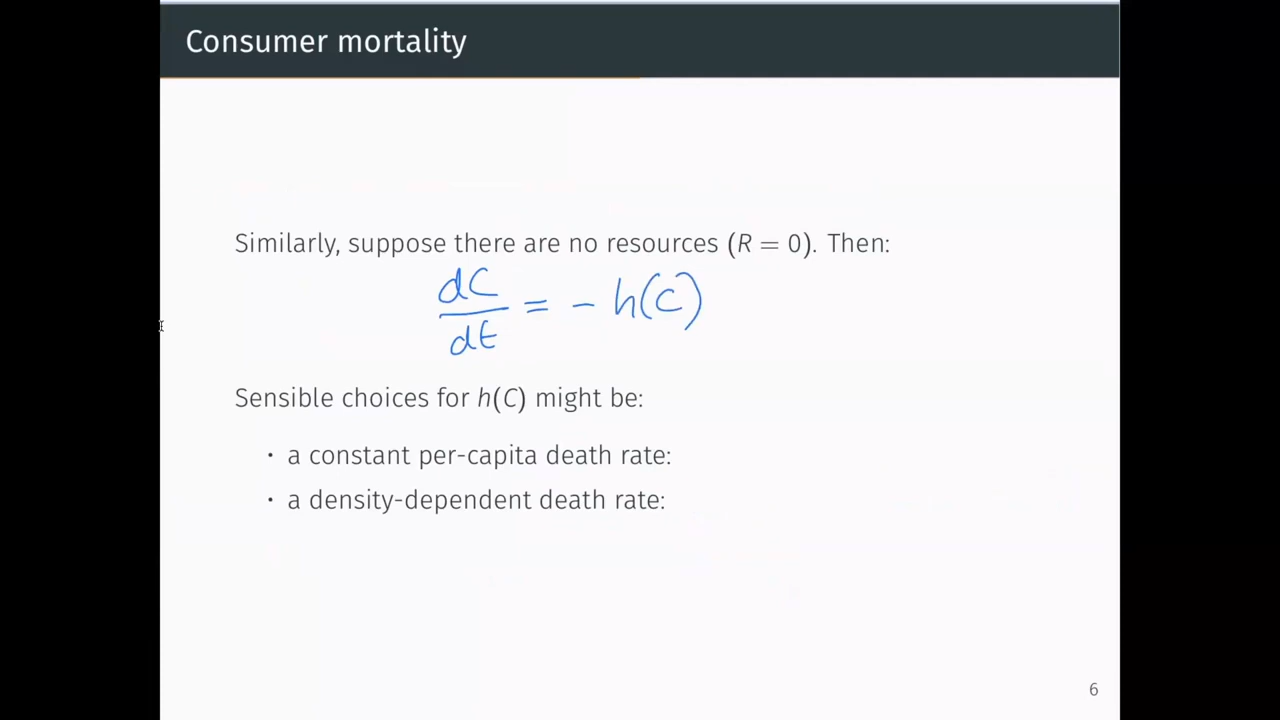 Consumer mortality
Similarly, suppose there are no resources (R = 0). Then:
dC/dt = - h(C)
Sensible choices for h(C) might be:
· a constant per-capita death rate:
· a density-dependent death rate:
6